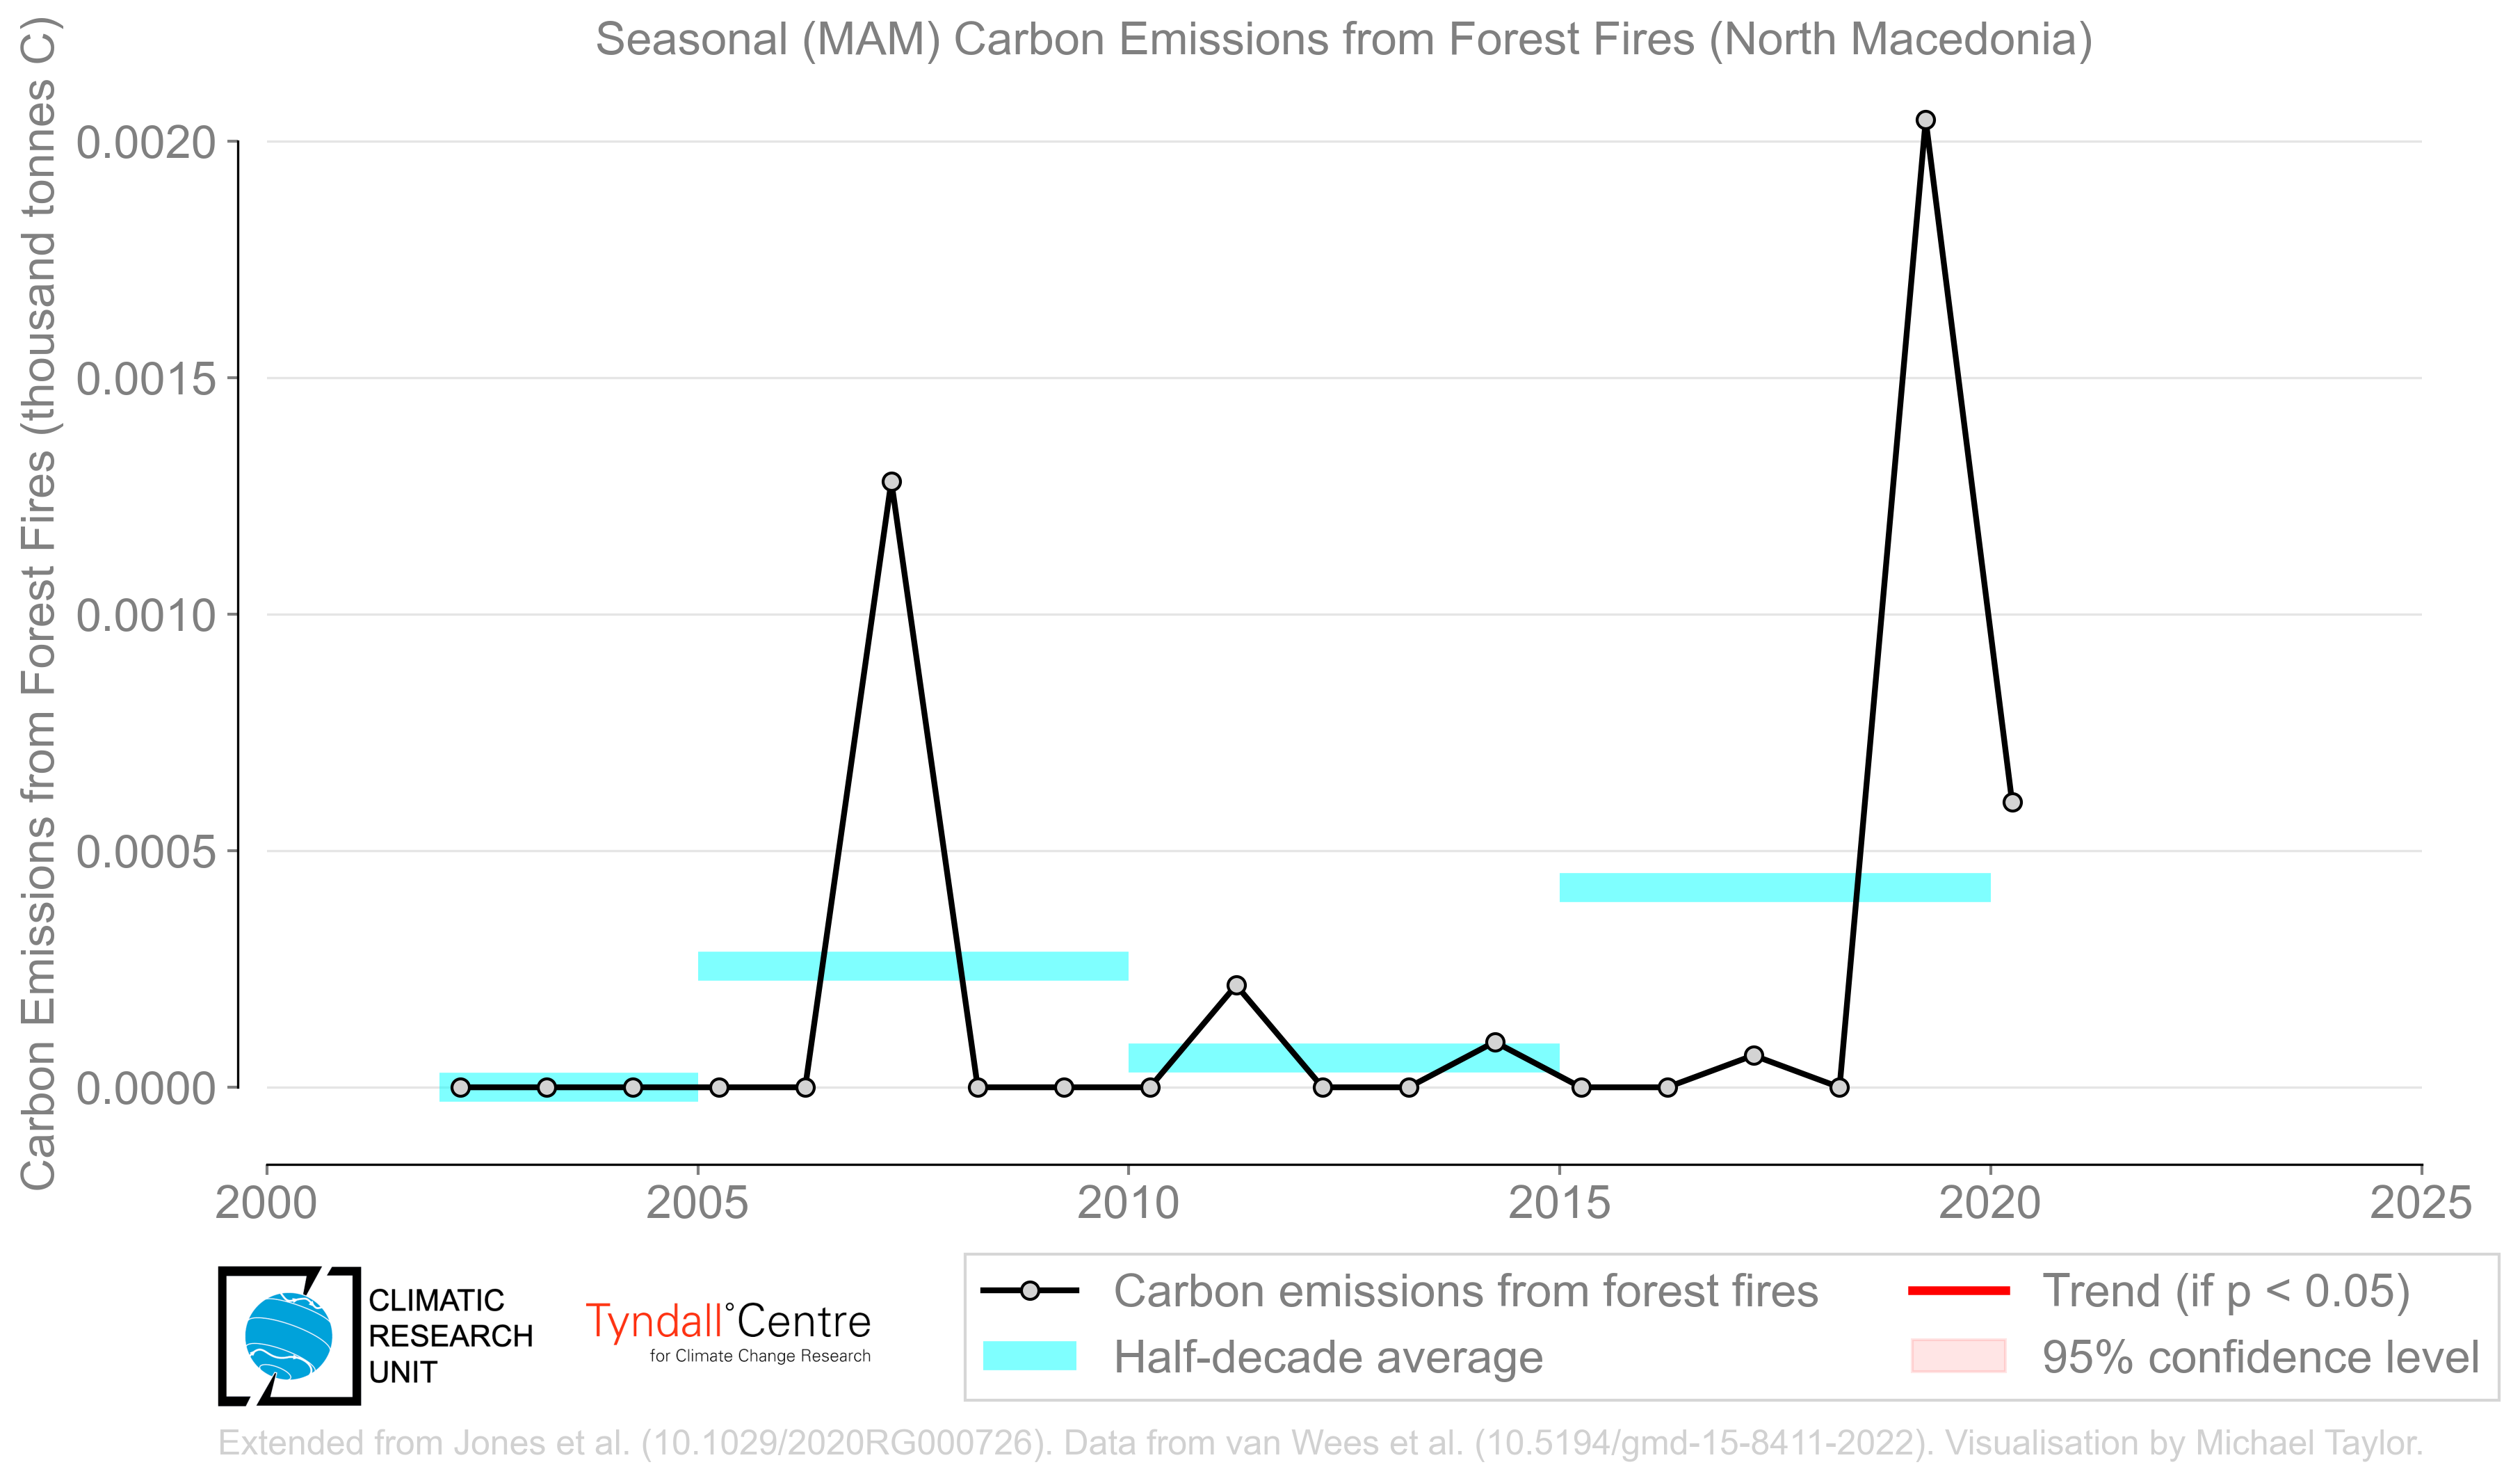 Seasonal (MAM) Carbon Emissions from Forest Fires (North Macedonia)
Carbon Emissions from Forest Fires (thousand tonnes C)
0.0020
0.0015
0.0010
0.0005
0.0000
2000
2005
2010
2015
2020
2025
CLIMATIC
RESEARCH
UNIT
Tyndall°Centre
for Climate Change Research
Carbon emissions from forest fires
Half-decade average
Trend (if p < 0.05)
95% confidence level
Extended from Jones et al. (10.1029/2020RG000726). Data from van Wees et al. (10.5194/gmd-15-8411-2022). Visualisation by Michael Taylor.